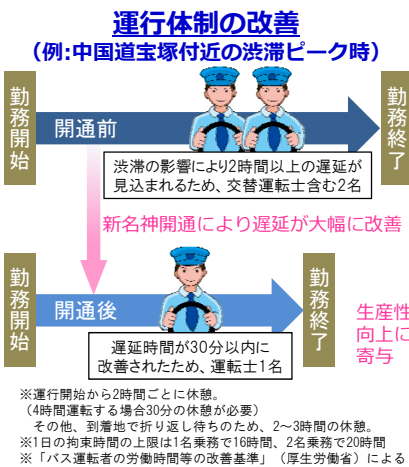 運行体制の改善
(例:中国道宝塚付近の渋滞ピーク時)
勤務開始
開通前
勤務終了
渋滞の影響により2時間以上の遅延が
見込まれるため、交替運転士含む2名
新名神開通により遅延が大幅に改善
勤務開始
開通後
勤務終了
遅延時間が30分以内に
改善されたため、運転士1名
生産性
向上に
寄与
※運行開始から2時間ごとに休憩。
(4時間運転する場合30分の休憩が必要)
その他、到着地で折り返し待ちのため、2～3時間の休憩。
※1日の拘束時間の上限は1名乗務で16時間、2名乗務で20時間
※「バス運転者の労働時間等の改善基準」(厚生労働省)による